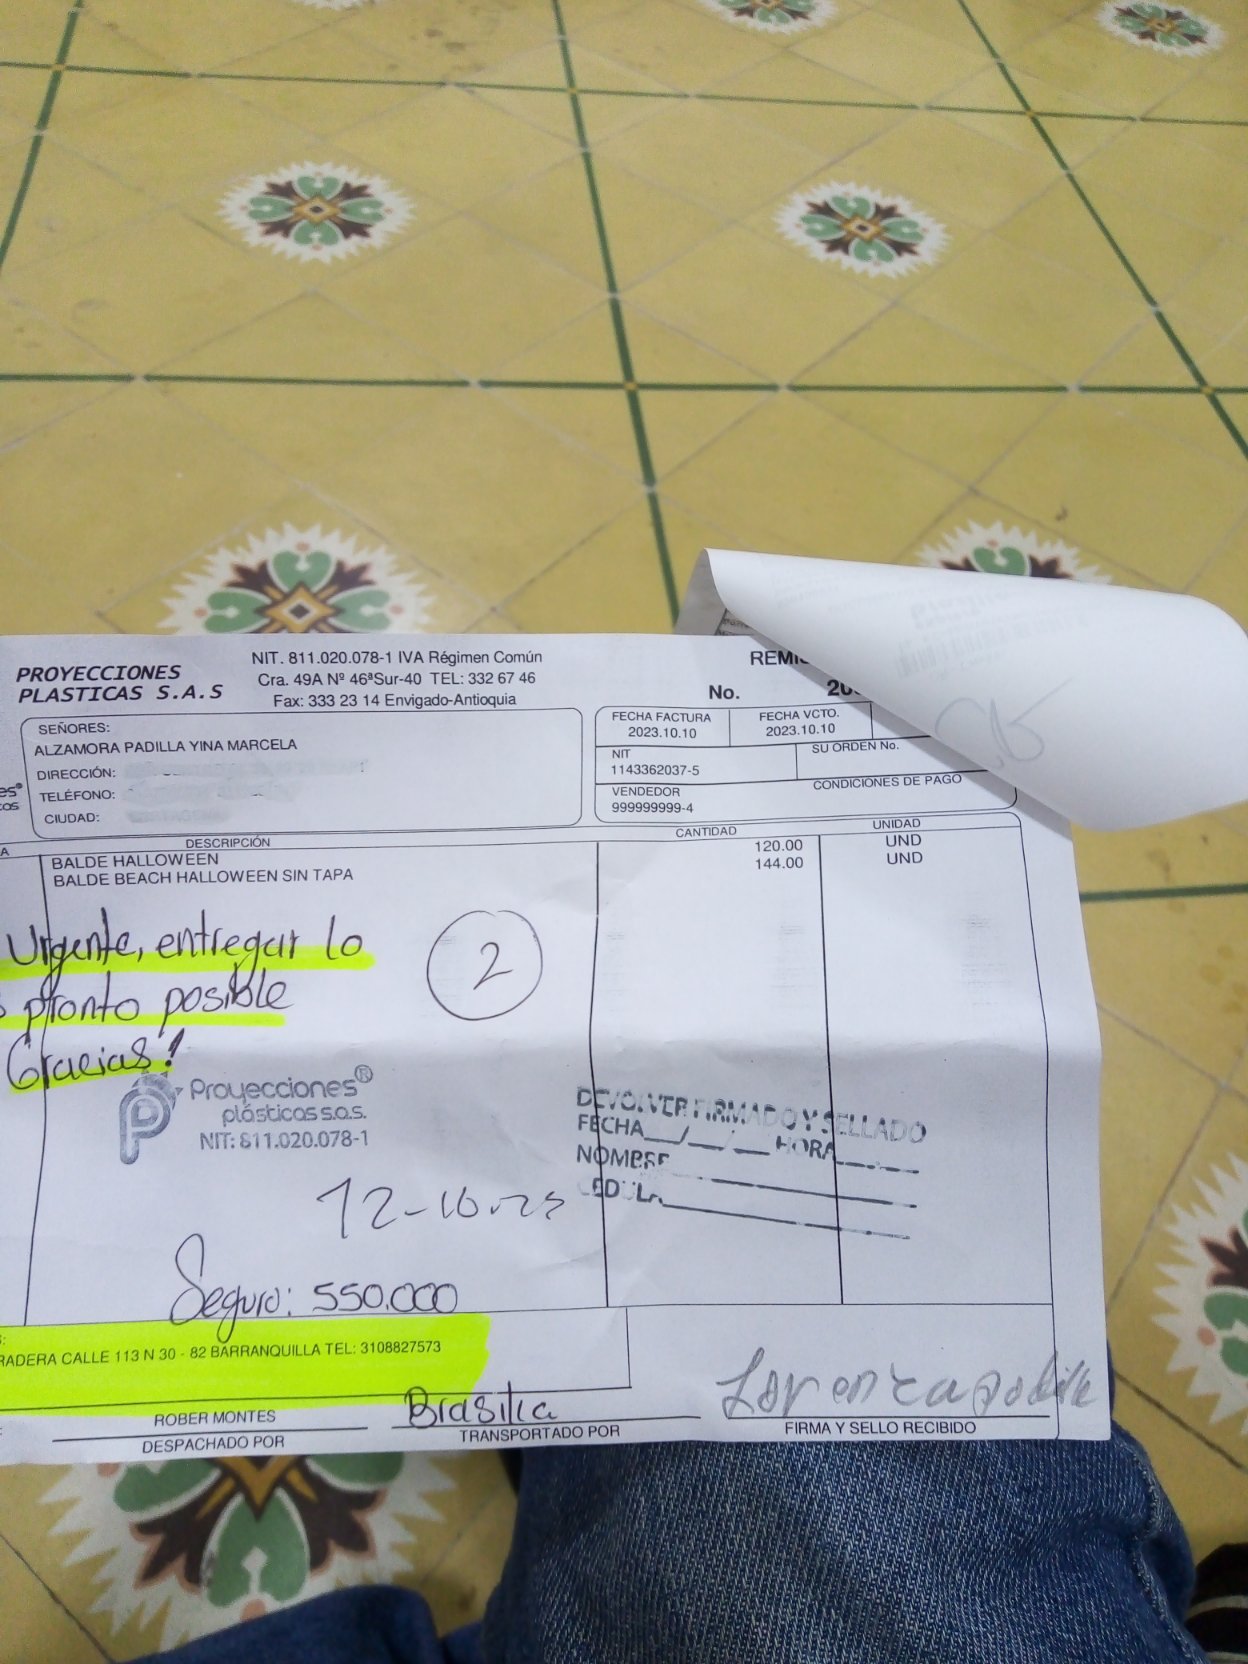 PROYECCIONES
PLASTICAS S.A.S
NIT. 811.020.078-1 IVA Régimen Común
Cra. 49A Nº 46ªSur-40 TEL: 332 67 46
Fax: 333 23 14 Envigado-Antioquia
No.
SEÑORES:
ALZAMORA PADILLA YINA MARCELA
DIRECCIÓN:
TELÉFONO:
CIUDAD:
FECHA FACTURA
2023.10.10
FECHA VCTO.
2023.10.10
NIT
1143362037-5
SU ORDEN No.
VENDEDOR
999999999-4
CONDICIONES DE PAGO
DESCRIPCIÓN CANTIDAD UNIDAD
BALDE HALLOWEEN 120.00 UND
BALDE BEACH HALLOWEEN SIN TAPA 144.00 UND
Urgente, entregar lo
pronto posible
Gracias!
2
Proyecciones®
plásticas s.a.s.
NIT: 811.020.078-1
DEVOLVER FIRMADO Y SELLADO
FECHA __/__/__ HORA
NOMBRE
CEDULA
Seguro: 550.000
CALLE 113 N 30 - 82 BARRANQUILLA TEL: 3108827573
ROBER MONTES
DESPACHADO POR
Brasilia
TRANSPORTADO POR
FIRMA Y SELLO RECIBIDO